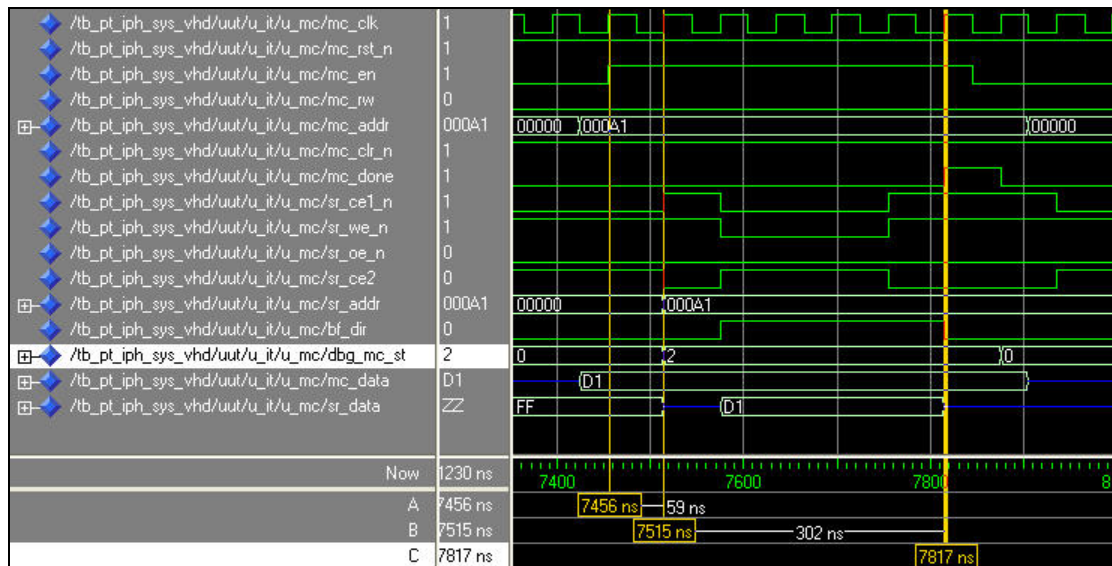 /tb_pt_iph_sys_vhd/uut/u_it/u_mc/mc_clk 1
/tb_pt_iph_sys_vhd/uut/u_it/u_mc/mc_rst_n 1
/tb_pt_iph_sys_vhd/uut/u_it/u_mc/mc_en 1
/tb_pt_iph_sys_vhd/uut/u_it/u_mc/mc_rw 0
/tb_pt_iph_sys_vhd/uut/u_it/u_mc/mc_addr 000A1 00000 000A1 00000
/tb_pt_iph_sys_vhd/uut/u_it/u_mc/mc_clr_n 1
/tb_pt_iph_sys_vhd/uut/u_it/u_mc/mc_done 1
/tb_pt_iph_sys_vhd/uut/u_it/u_mc/sr_ce1_n 1
/tb_pt_iph_sys_vhd/uut/u_it/u_mc/sr_we_n 1
/tb_pt_iph_sys_vhd/uut/u_it/u_mc/sr_oe_n 0
/tb_pt_iph_sys_vhd/uut/u_it/u_mc/sr_ce2 0
/tb_pt_iph_sys_vhd/uut/u_it/u_mc/sr_addr 000A1 00000 000A1
/tb_pt_iph_sys_vhd/uut/u_it/u_mc/bf_dir 0
/tb_pt_iph_sys_vhd/uut/u_it/u_mc/dbg_mc_st 2 0 2 0
/tb_pt_iph_sys_vhd/uut/u_it/u_mc/mc_data D1 D1
/tb_pt_iph_sys_vhd/uut/u_it/u_mc/sr_data ZZ FF D1
Now 1230 ns 7400 7600
A 7456 ns 7456 ns 59 ns
B 7515 ns 7515 ns 302 ns
C 7817 ns 7817 ns